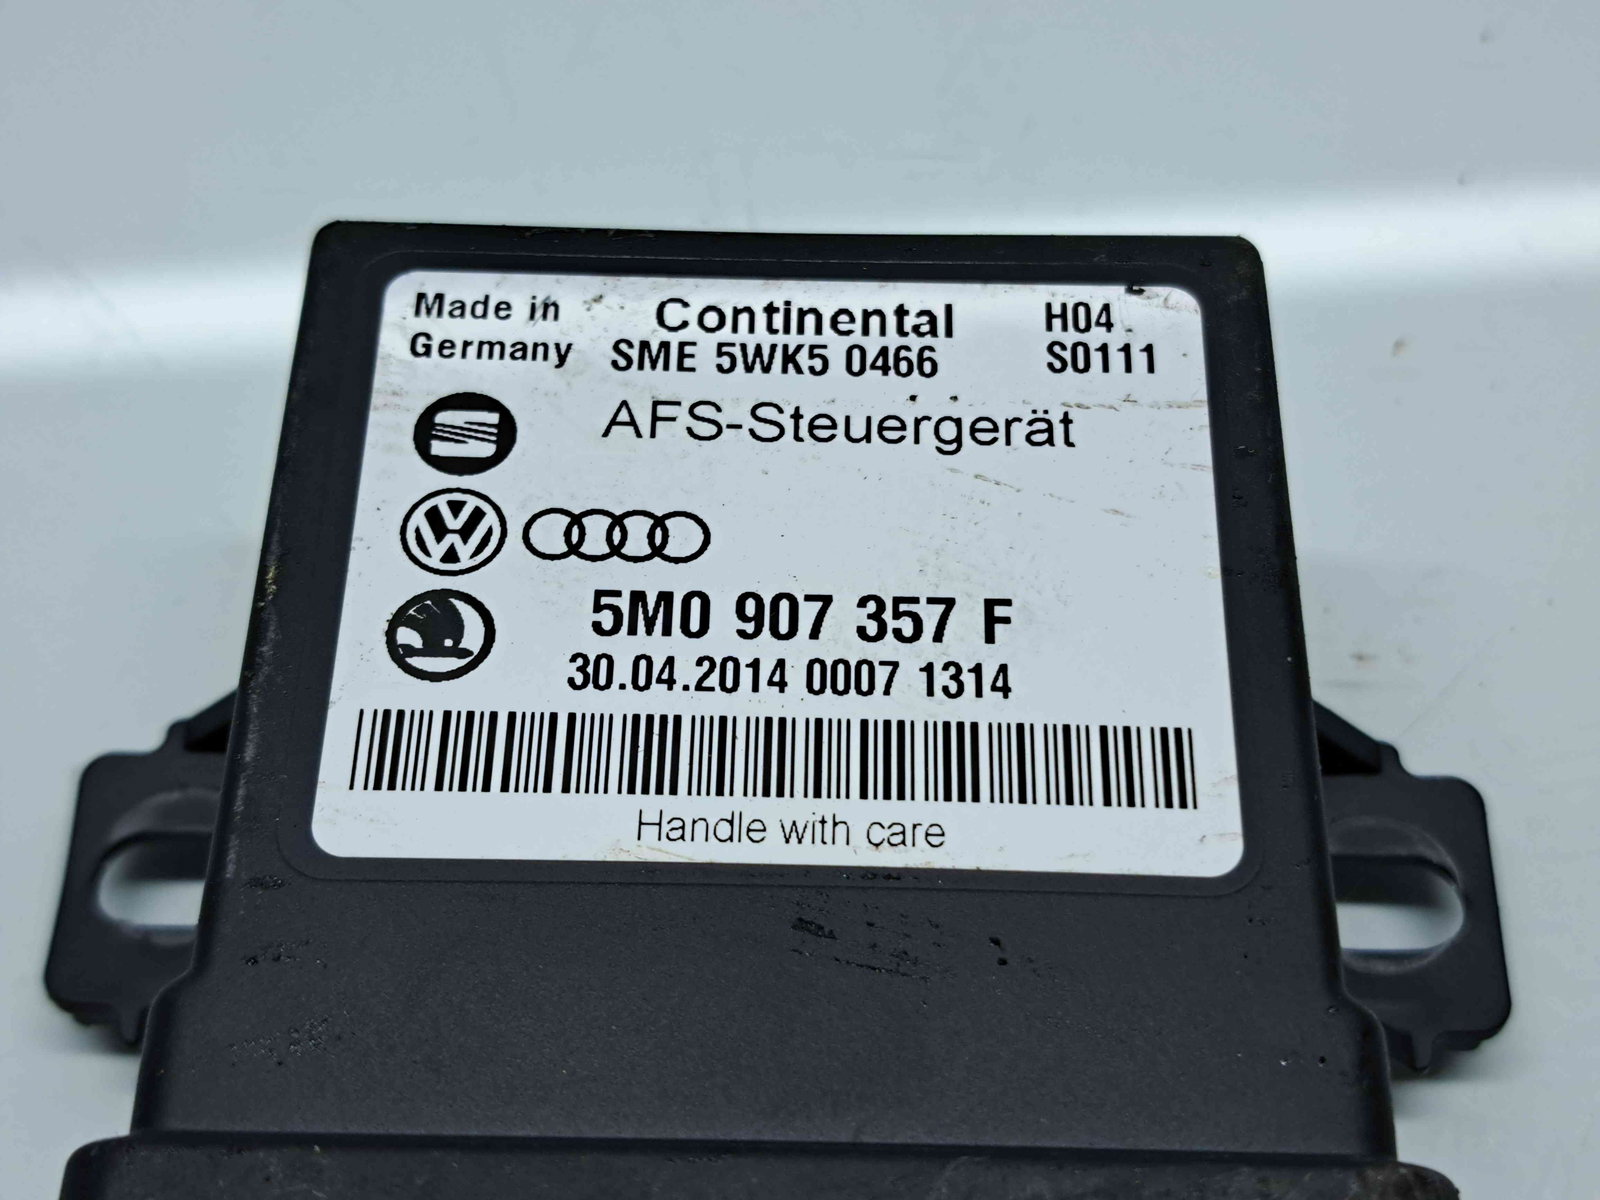 Made in Continental H04
Germany SME 5WK5 0466 S0111
AFS-Steuergerät
5M0 907 357 F
30.04.2014 0007 1314
Handle with care